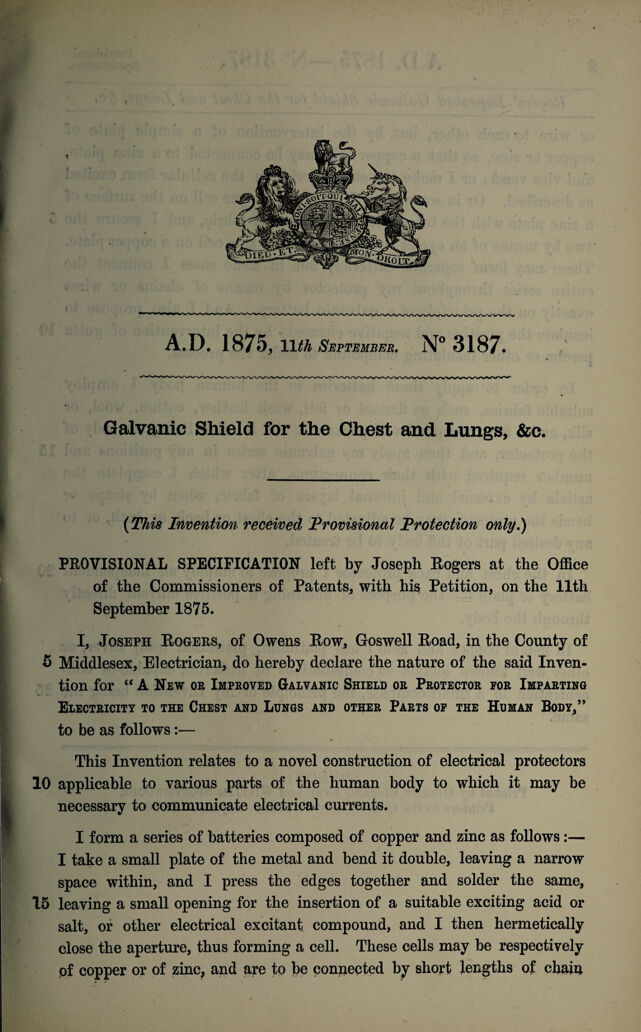 SOIT QUI MAL
DIEU ET MON DROIT
A.D. 1875, 11th SEPTEMBER. N° 3187.
Galvanic Shield for the Chest and Lungs, &c.
(This Invention received Provisional Protection only.)
PROVISIONAL SPECIFICATION left by Joseph Rogers at the Office
of the Commissioners of Patents, with his Petition, on the 11th
September 1875.
I, JOSEPH ROGERS, of Owens Row, Goswell Road, in the County of
5 Middlesex, Electrician, do hereby declare the nature of the said Inven-
tion for “ A NEW OR IMPROVED GALVANIC SHIELD OR PROTECTOR FOR IMPARTING
ELECTRICITY TO THE CHEST AND LUNGS AND OTHER PARTS OF THE HUMAN BODY,”
to be as follows :—
This Invention relates to a novel construction of electrical protectors
10 applicable to various parts of the human body to which it may be
necessary to communicate electrical currents.
I form a series of batteries composed of copper and zinc as follows :—
I take a small plate of the metal and bend it double, leaving a narrow
space within, and I press the edges together and solder the same,
15 leaving a small opening for the insertion of a suitable exciting acid or
salt, or other electrical excitant compound, and I then hermetically
close the aperture, thus forming a cell. These cells may be respectively
of copper or of zinc, and are to be connected by short lengths of chain